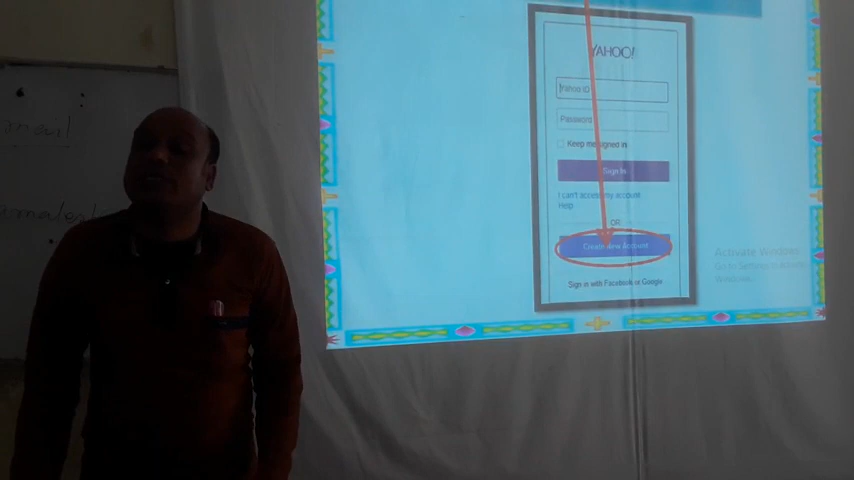 YAHOO!
Yahoo ID
Password
Keep me signed in
Sign In
I can't access my account
Help
OR
Create New Account
Sign in with Facebook or Google
Activate Windows
Go to Settings to activate
Windows.